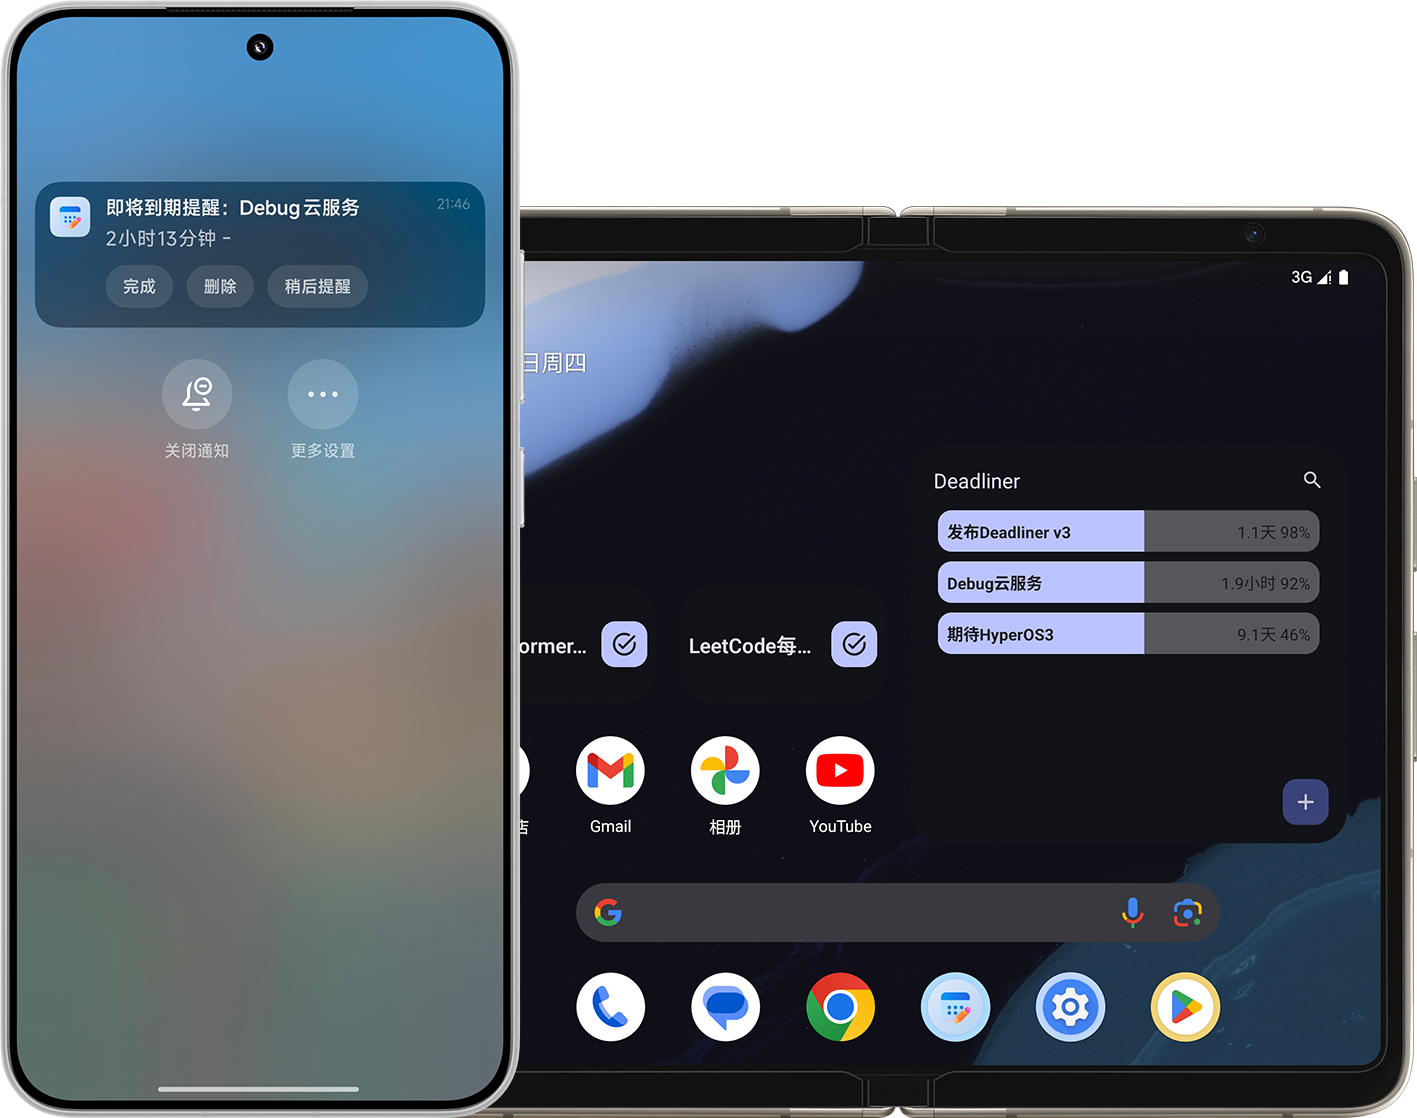 即将到期提醒：Debug云服务
21:46
2小时13分钟 -
完成
删除
稍后提醒
关闭通知
更多设置
3G
日周四
Deadliner
发布Deadliner v3
1.1天 98%
Debug云服务
1.9小时 92%
期待HyperOS3
9.1天 46%
ormer...
LeetCode每...
店
Gmail
相册
YouTube